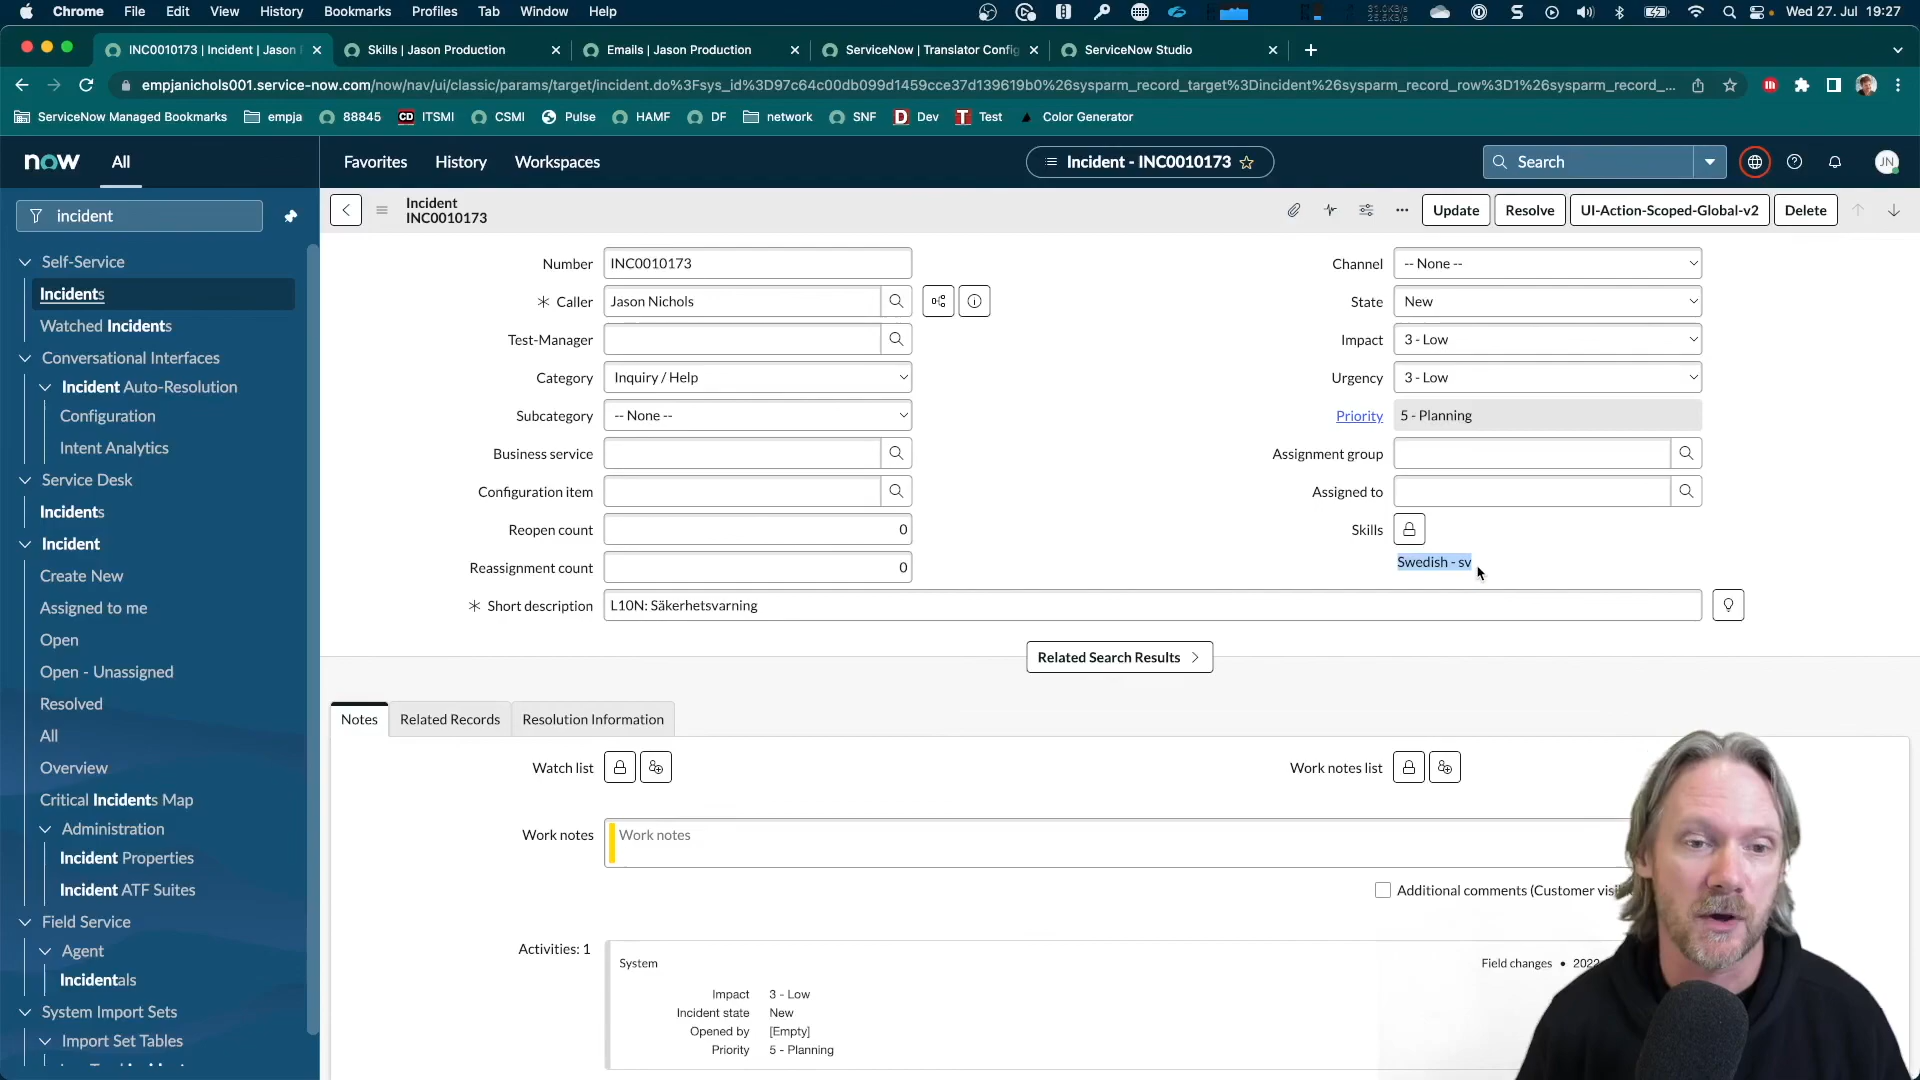 Chrome File Edit View History Bookmarks Profiles Tab Window Help
Wed 27. Jul 19:27
INC0010173 | Incident | Jason
Skills | Jason Production
Emails | Jason Production
ServiceNow | Translator Config
ServiceNow Studio
empjanichols001.service-now.com/now/nav/ui/classic/params/target/incident.do%3Fsys_id%3D97c64c00db099d1459cce37d139619b0%26sysparm_record_target%3Dincident%26sysparm_record_row%3D1%26sysparm_record_...
ServiceNow Managed Bookmarks empja 88845 ITSMI CSMI Pulse HAMF DF network SNF Dev Test Color Generator
now All Favorites History Workspaces
Incident - INC0010173
Search
JN
incident
Incident
INC0010173
Update Resolve UI-Action-Scoped-Global-v2 Delete
Self-Service
Incidents
Watched Incidents
Conversational Interfaces
Incident Auto-Resolution
Configuration
Intent Analytics
Service Desk
Incidents
Incident
Create New
Assigned to me
Open
Open - Unassigned
Resolved
All
Overview
Critical Incidents Map
Administration
Incident Properties
Incident ATF Suites
Field Service
Agent
Incidentals
System Import Sets
Import Set Tables
Number INC0010173
Caller Jason Nichols
Test-Manager
Category Inquiry / Help
Subcategory -- None --
Business service
Configuration item
Reopen count 0
Reassignment count 0
Channel -- None --
State New
Impact 3 - Low
Urgency 3 - Low
Priority 5 - Planning
Assignment group
Assigned to
Skills
Swedish - sv
Short description L10N: Säkerhetsvarning
Related Search Results
Notes Related Records Resolution Information
Watch list
Work notes list
Work notes Work notes
Additional comments (Customer visi
Activities: 1
System
Field changes • 2022
Impact 3 - Low
Incident state New
Opened by [Empty]
Priority 5 - Planning